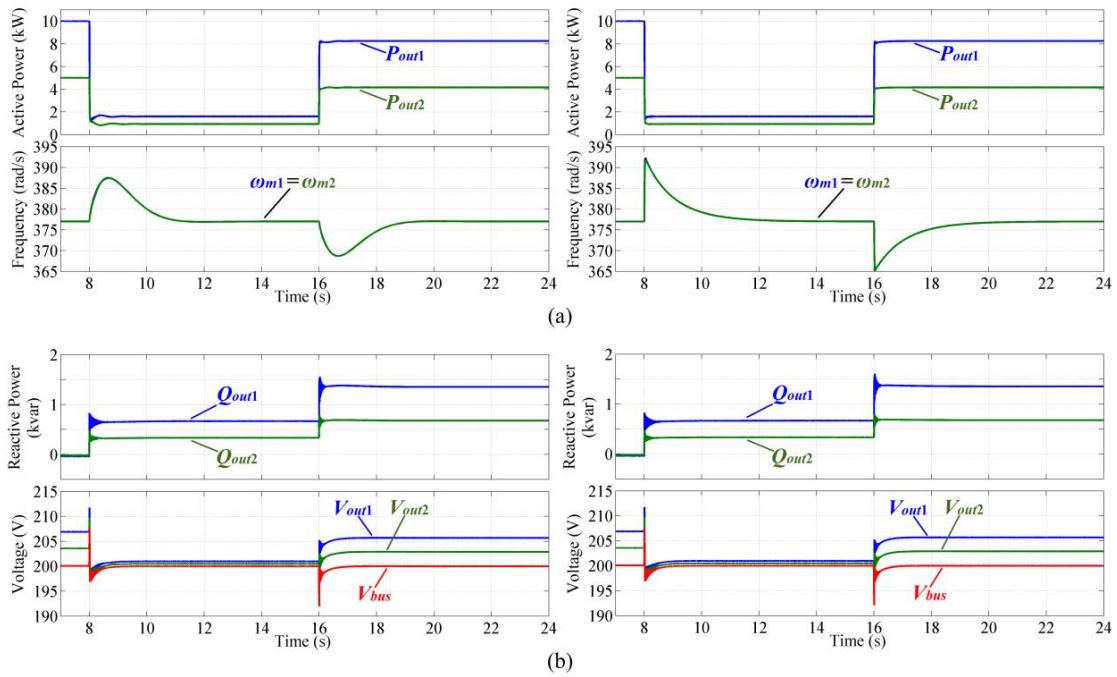 Active Power (kW)
10
8
6
4
2
0
Pout1
Pout2
Frequency (rad/s)
395
390
385
380
375
370
365
ωm1=ωm2
8 10 12 14 16 18 20 22 24
Time (s)
Active Power (kW)
10
8
6
4
2
0
Pout1
Pout2
Frequency (rad/s)
395
390
385
380
375
370
365
ωm1=ωm2
8 10 12 14 16 18 20 22 24
Time (s)
(a)
Reactive Power
(kvar)
2
1
0
Qout1
Qout2
Voltage (V)
215
210
205
200
195
190
Vout1 Vout2
Vbus
8 10 12 14 16 18 20 22 24
Time (s)
Reactive Power
(kvar)
2
1
0
Qout1
Qout2
Voltage (V)
215
210
205
200
195
190
Vout1 Vout2
Vbus
8 10 12 14 16 18 20 22 24
Time (s)
(b)